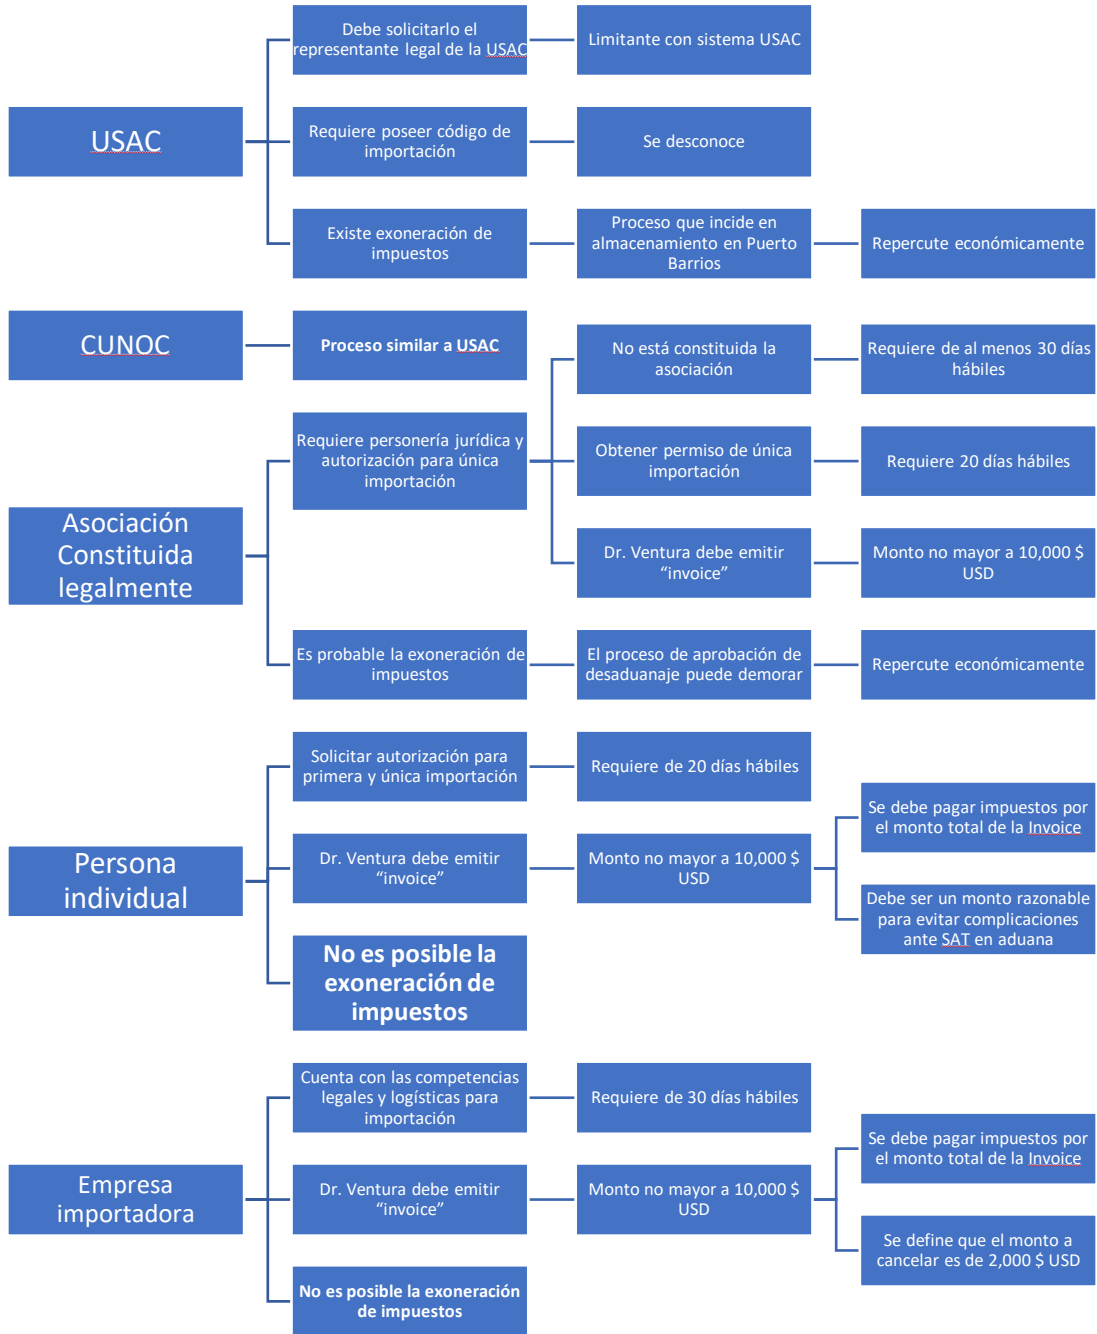 USAC
Debe solicitarlo el
representante legal de la USAC
Limitante con sistema USAC
Requiere poseer código de
importación
Se desconoce
Existe exoneración de
impuestos
Proceso que incide en
almacenamiento en Puerto
Barrios
Repercute económicamente
CUNOC
Proceso similar a USAC
Asociación
Constituida
legalmente
Requiere personería jurídica y
autorización para única
importación
No está constituida la
asociación
Requiere de al menos 30 días
hábiles
Obtener permiso de única
importación
Requiere 20 días hábiles
Dr. Ventura debe emitir
“invoice”
Monto no mayor a 10,000 $
USD
Es probable la exoneración de
impuestos
El proceso de aprobación de
desaduanaje puede demorar
Repercute económicamente
Persona
individual
Solicitar autorización para
primera y única importación
Requiere de 20 días hábiles
Dr. Ventura debe emitir
“invoice”
Monto no mayor a 10,000 $
USD
Se debe pagar impuestos por
el monto total de la Invoice
Debe ser un monto razonable
para evitar complicaciones
ante SAT en aduana
No es posible la
exoneración de
impuestos
Empresa
importadora
Cuenta con las competencias
legales y logísticas para
importación
Requiere de 30 días hábiles
Dr. Ventura debe emitir
“invoice”
Monto no mayor a 10,000 $
USD
Se debe pagar impuestos por
el monto total de la Invoice
Se define que el monto a
cancelar es de 2,000 $ USD
No es posible la exoneración
de impuestos